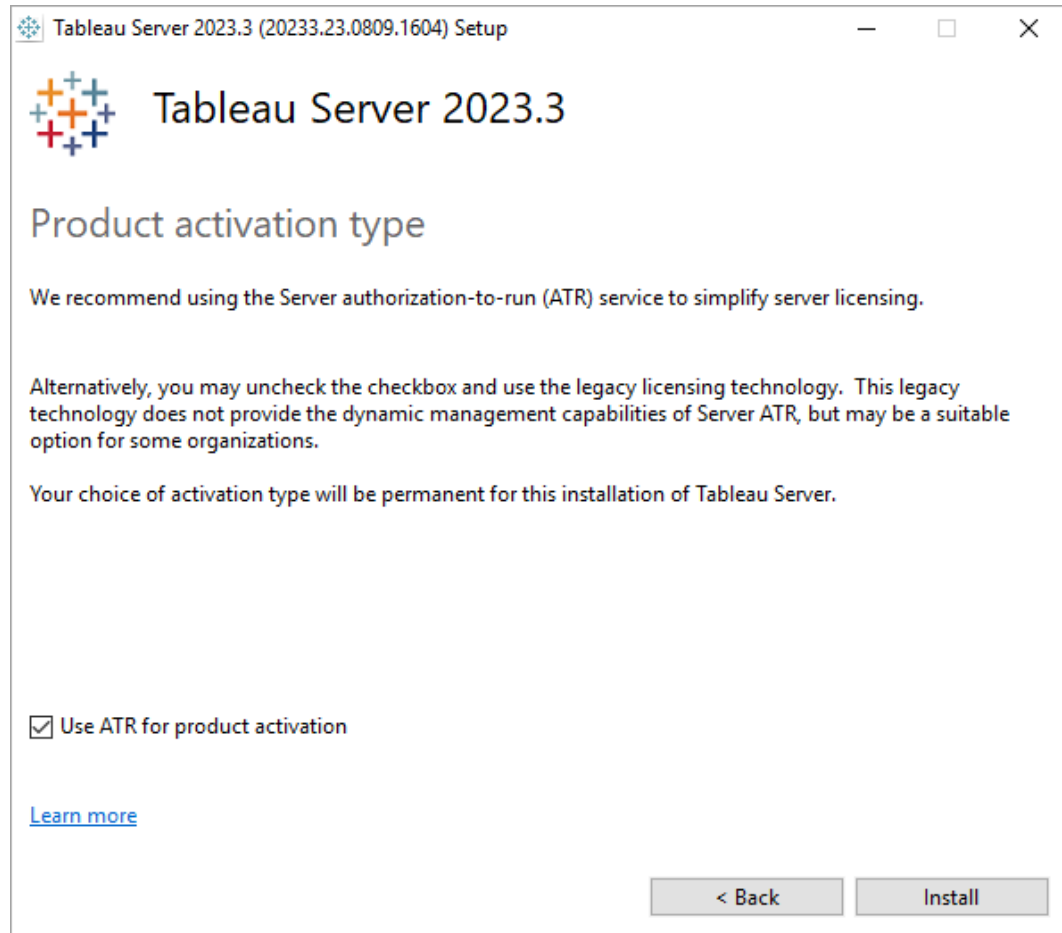 Tableau Server 2023.3 (20233.23.0809.1604) Setup
Tableau Server 2023.3
Product activation type
We recommend using the Server authorization-to-run (ATR) service to simplify server licensing.
Alternatively, you may uncheck the checkbox and use the legacy licensing technology.  This legacy
technology does not provide the dynamic management capabilities of Server ATR, but may be a suitable
option for some organizations.
Your choice of activation type will be permanent for this installation of Tableau Server.
Use ATR for product activation
Learn more
< Back
Install